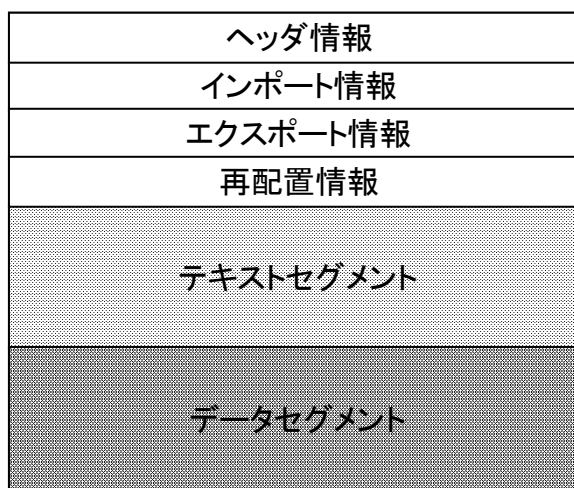 ヘッダ情報
インポート情報
エクスポート情報
再配置情報
テキストセグメント
データセグメント